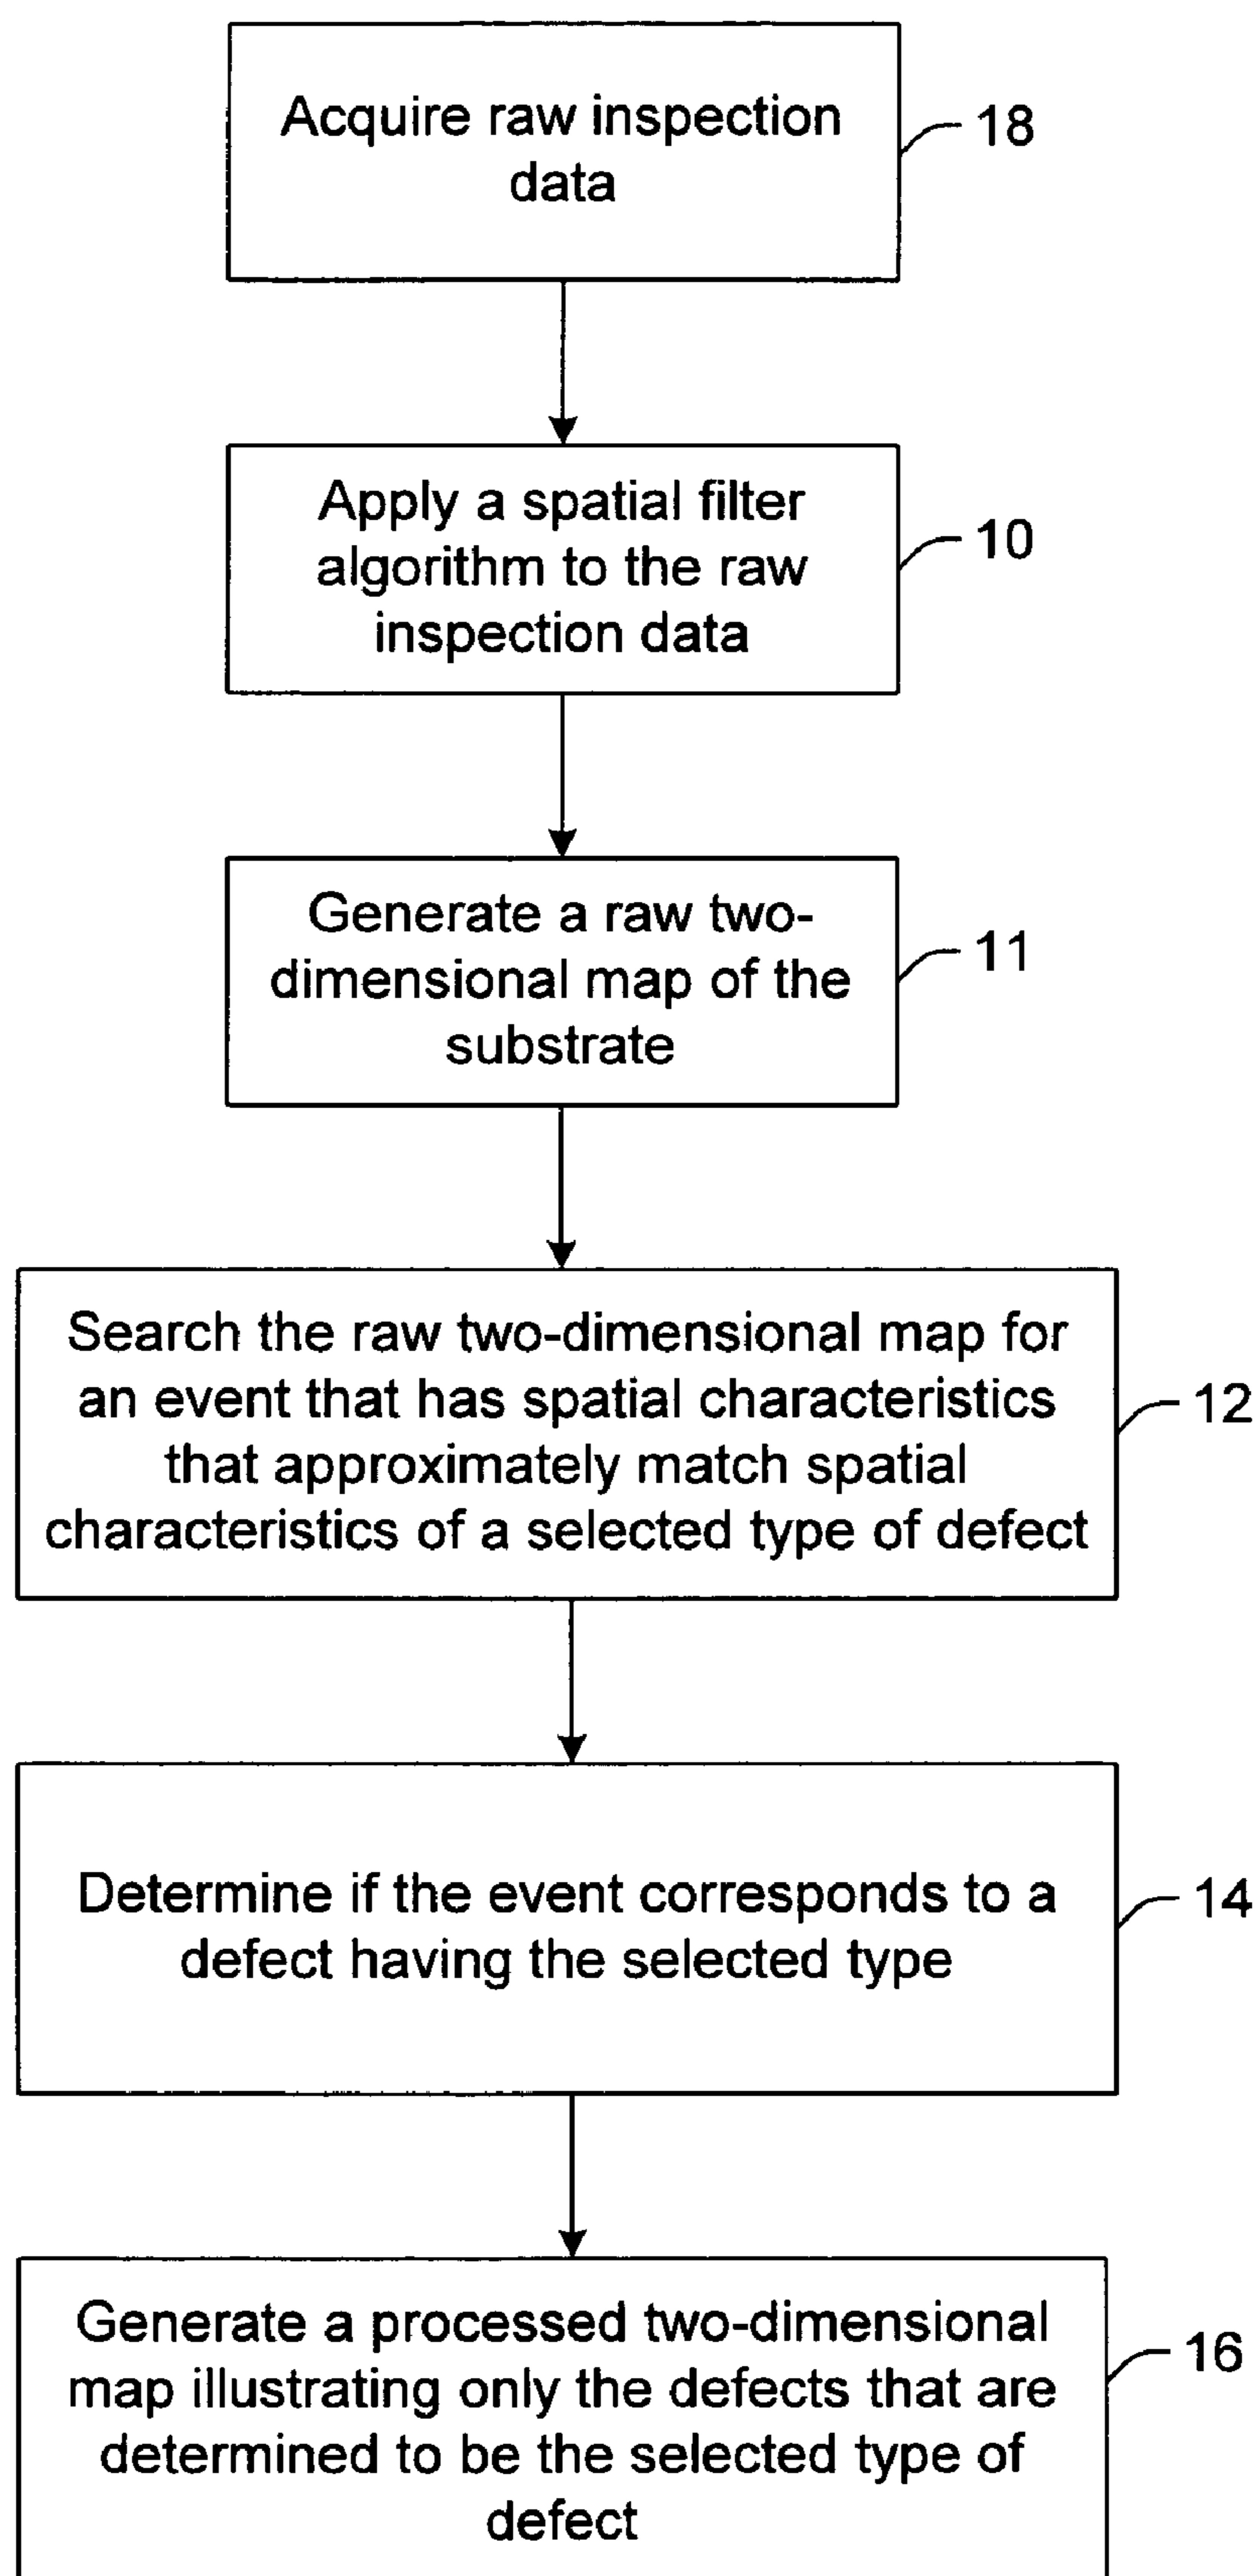 Acquire raw inspection
data
18
Apply a spatial filter
algorithm to the raw
inspection data
10
Generate a raw two-
dimensional map of the
substrate
11
Search the raw two-dimensional map for
an event that has spatial characteristics
that approximately match spatial
characteristics of a selected type of defect
12
Determine if the event corresponds to a
defect having the selected type
14
Generate a processed two-dimensional
map illustrating only the defects that are
determined to be the selected type of
defect
16